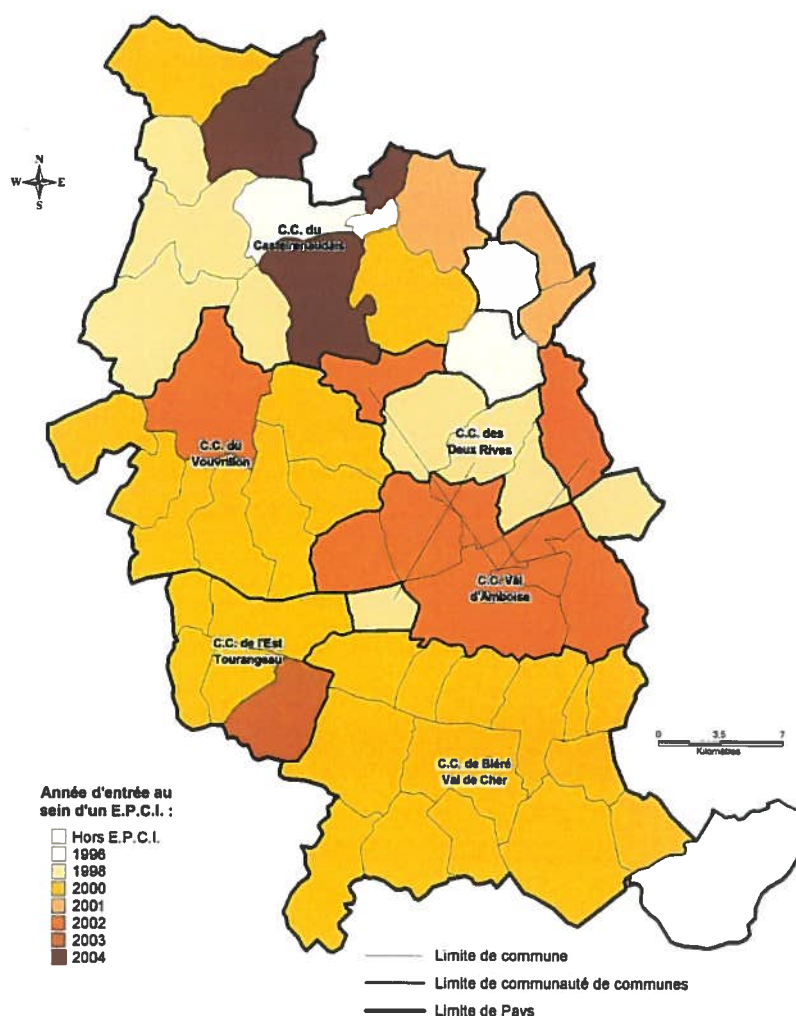 N
W E
S
C.C. du
Castelrenaudais
C.C. du
Vouvrillon
C.C. des
Deux Rives
C.C. Val
d'Amboise
C.C. de l'Est
Tourangeau
C.C. de Bléré
Val de Cher
0 3,5 7
Kilomètres
Année d'entrée au
sein d'un E.P.C.I. :
Hors E.P.C.I.
1996
1998
2000
2001
2002
2003
2004
Limite de commune
Limite de communauté de communes
Limite de Pays